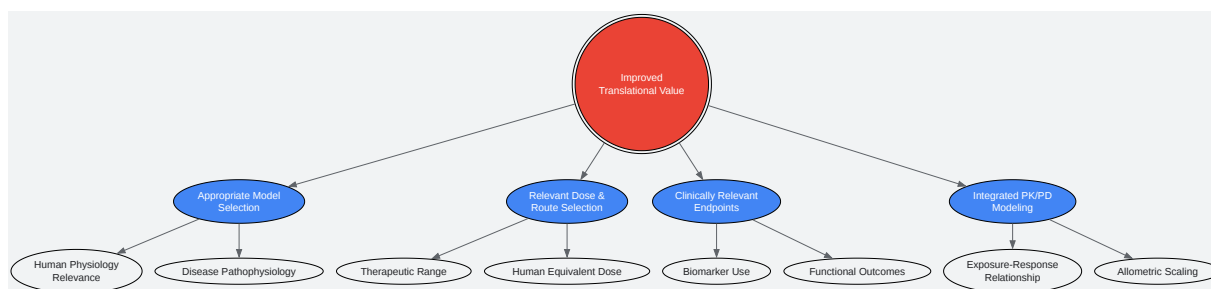 Improved
Translational Value
Appropriate Model
Selection
Relevant Dose &
Route Selection
Clinically Relevant
Endpoints
Integrated PK/PD
Modeling
Human Physiology
Relevance
Disease Pathophysiology
Therapeutic Range
Human Equivalent Dose
Biomarker Use
Functional Outcomes
Exposure-Response
Relationship
Allometric Scaling